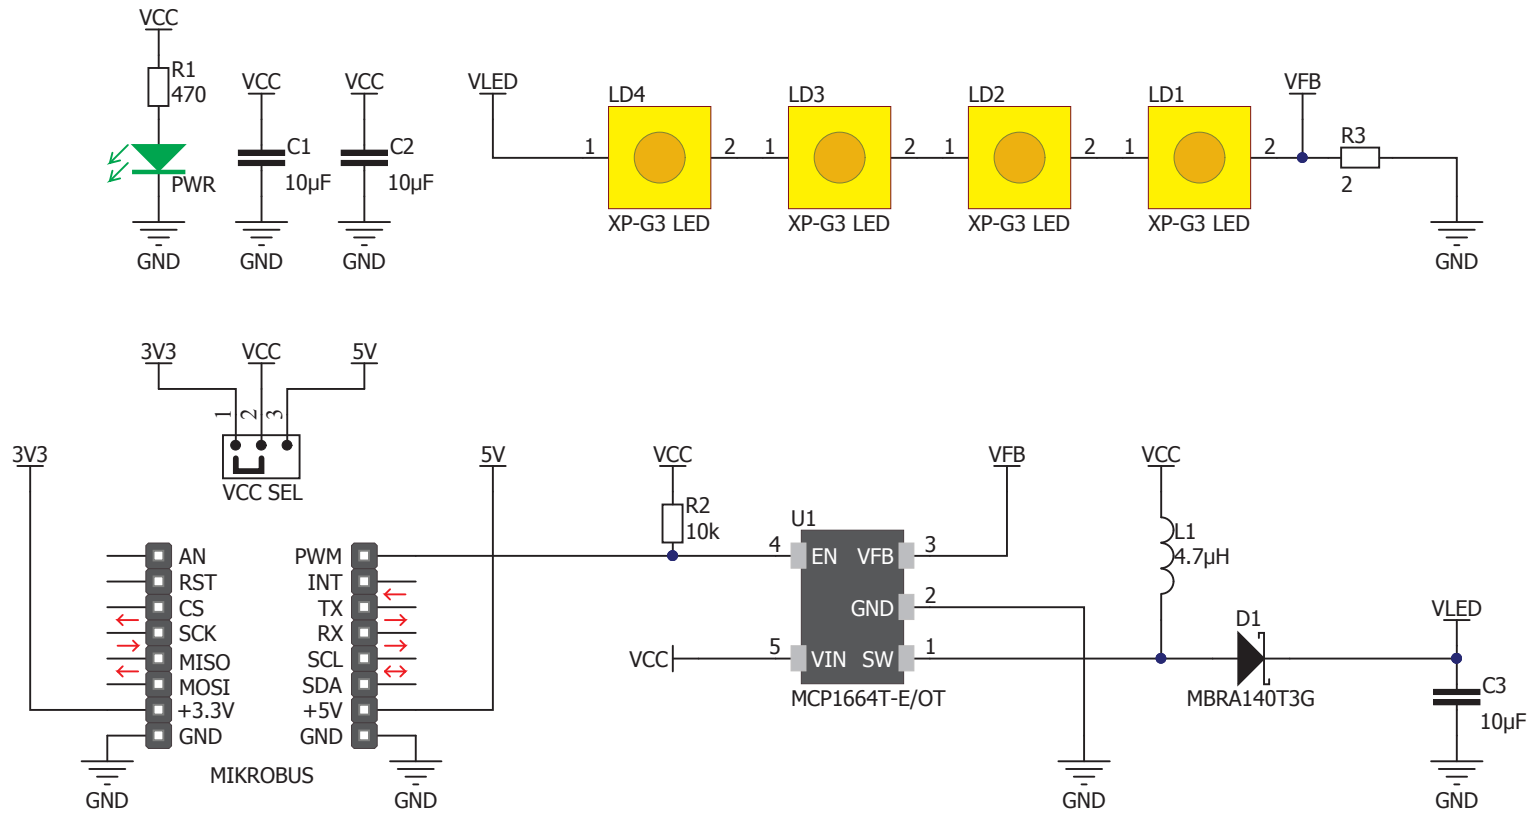 VCC
R1
470
PWR
GND
VCC
C1
10µF
GND
VCC
C2
10µF
GND
VLED
LD4
1
2
XP-G3 LED
LD3
1
2
XP-G3 LED
LD2
1
2
XP-G3 LED
LD1
1
2
XP-G3 LED
VFB
R3
2
GND
3V3
VCC
5V
1
2
3
VCC SEL
3V3
5V
AN
RST
CS
SCK
MISO
MOSI
+3.3V
GND
PWM
INT
TX
RX
SCL
SDA
+5V
GND
GND
MIKROBUS
GND
VCC
R2
10k
U1
4
EN
VFB
3
VFB
GND
2
VCC
5
VIN
SW
1
MCP1664T-E/OT
GND
VCC
L1
4.7µH
D1
MBRA140T3G
VLED
C3
10µF
GND